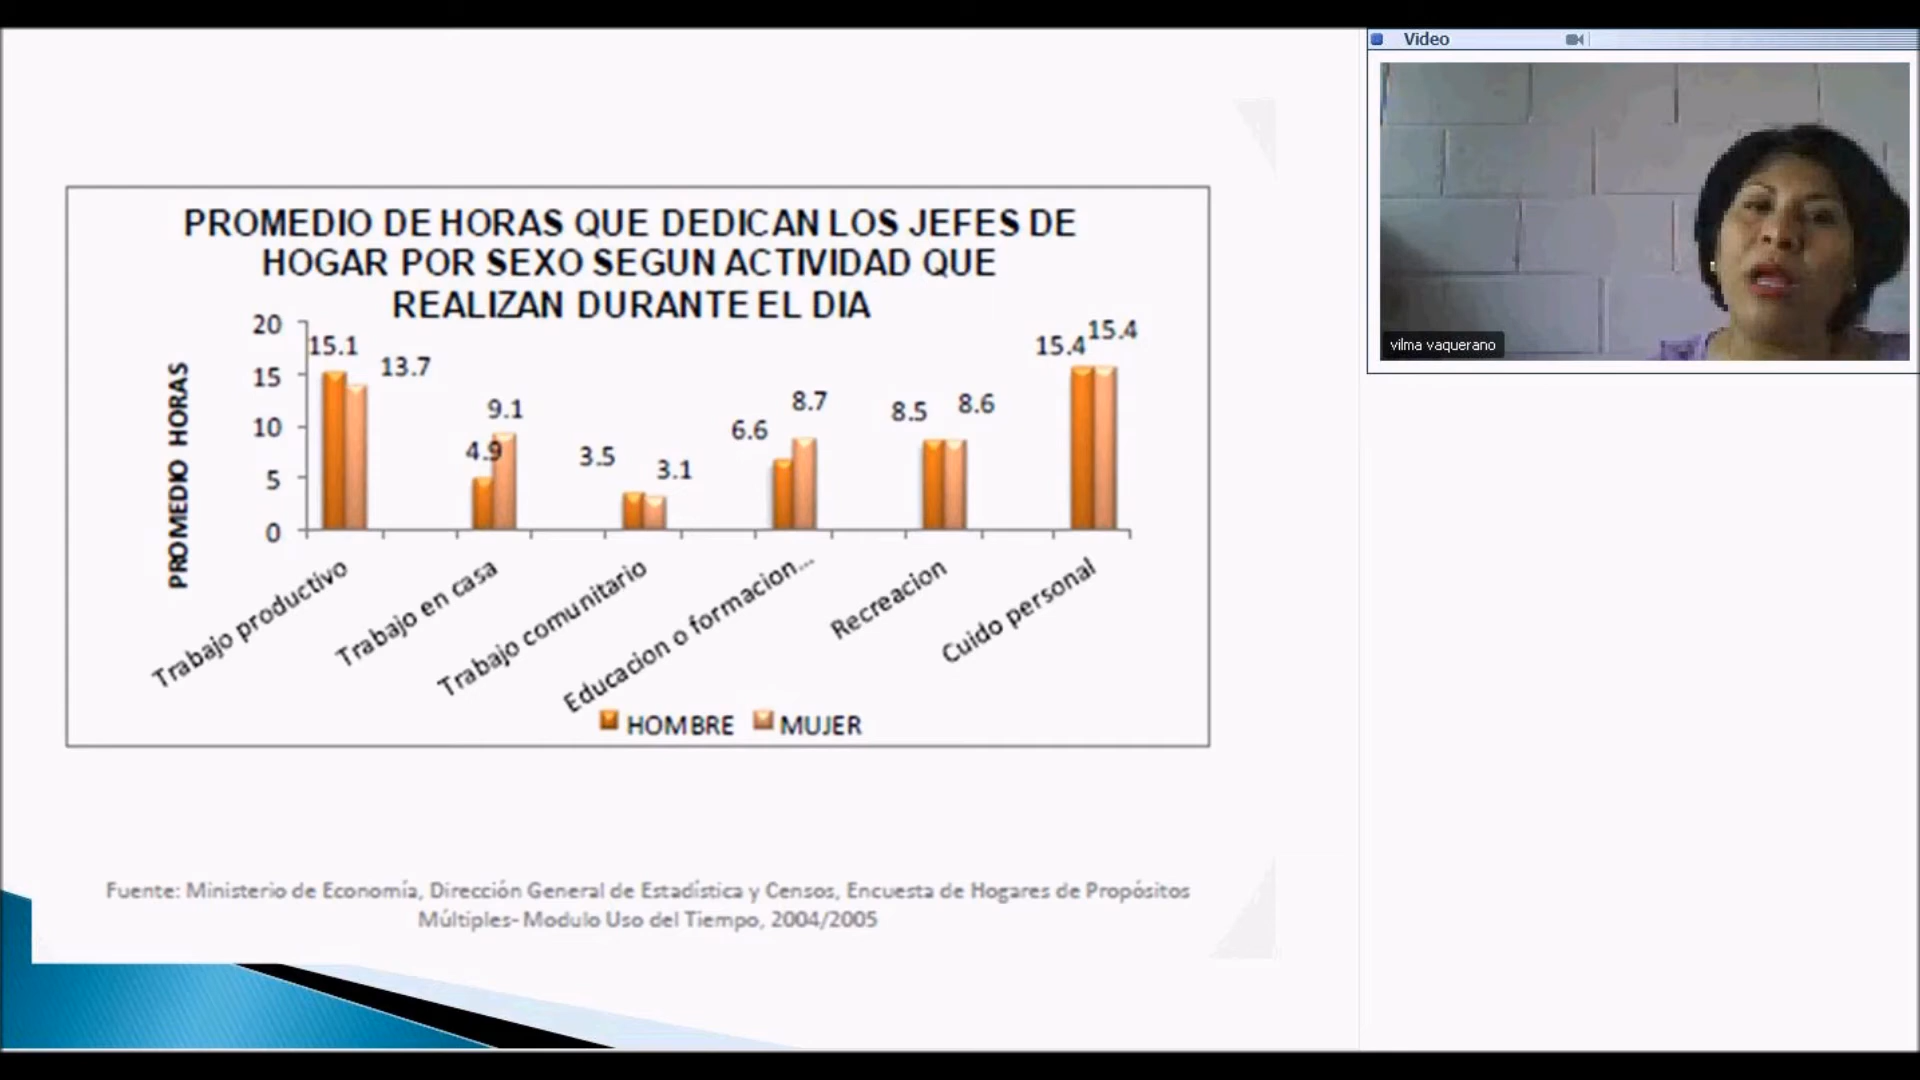 PROMEDIO DE HORAS QUE DEDICAN LOS JEFES DE
HOGAR POR SEXO SEGUN ACTIVIDAD QUE
REALIZAN DURANTE EL DIA
PROMEDIO HORAS
20
15
10
5
0
15.1
13.7
4.9
9.1
3.5
3.1
6.6
8.7
8.5
8.6
15.4
15.4
Trabajo productivo
Trabajo en casa
Trabajo comunitario
Educacion o formacion...
Recreacion
Cuido personal
HOMBRE
MUJER
Fuente: Ministerio de Economía, Dirección General de Estadística y Censos, Encuesta de Hogares de Propósitos
Múltiples- Modulo Uso del Tiempo, 2004/2005
Video
vilma vaquerano